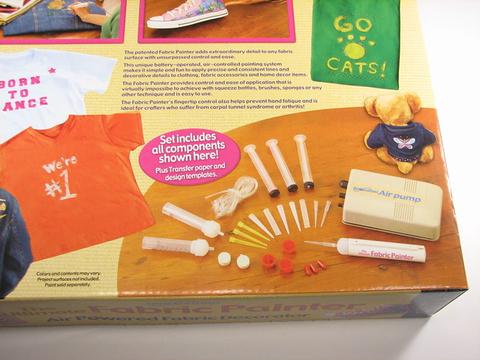 GO
CATS!
The patented Fabric Painter adds extraordinary detail to any fabric
surface with unsurpassed control and ease.
This unique battery-operated, air-controlled painting system
makes it simple and fun to apply precise and consistent lines and
decorative details to clothing, fabric accessories and home decor items.
The Fabric Painter provides control and ease of application that is
virtually impossible to achieve with squeeze bottles, brushes, sponges or any
other technique and is easy to use.
The Fabric Painter's fingertip control also helps prevent hand fatigue and is
ideal for crafters who suffer from carpal tunnel syndrome or arthritis!
BORN
TO
DANCE
We're
#1
Set includes
all components
shown here!
Plus Transfer paper and
design templates.
Air pump
Fabric Painter
Colors and contents may vary.
Project surfaces not included.
Paint sold separately.
Ultimate Fabric Painter
Air Powered Fabric Decorator